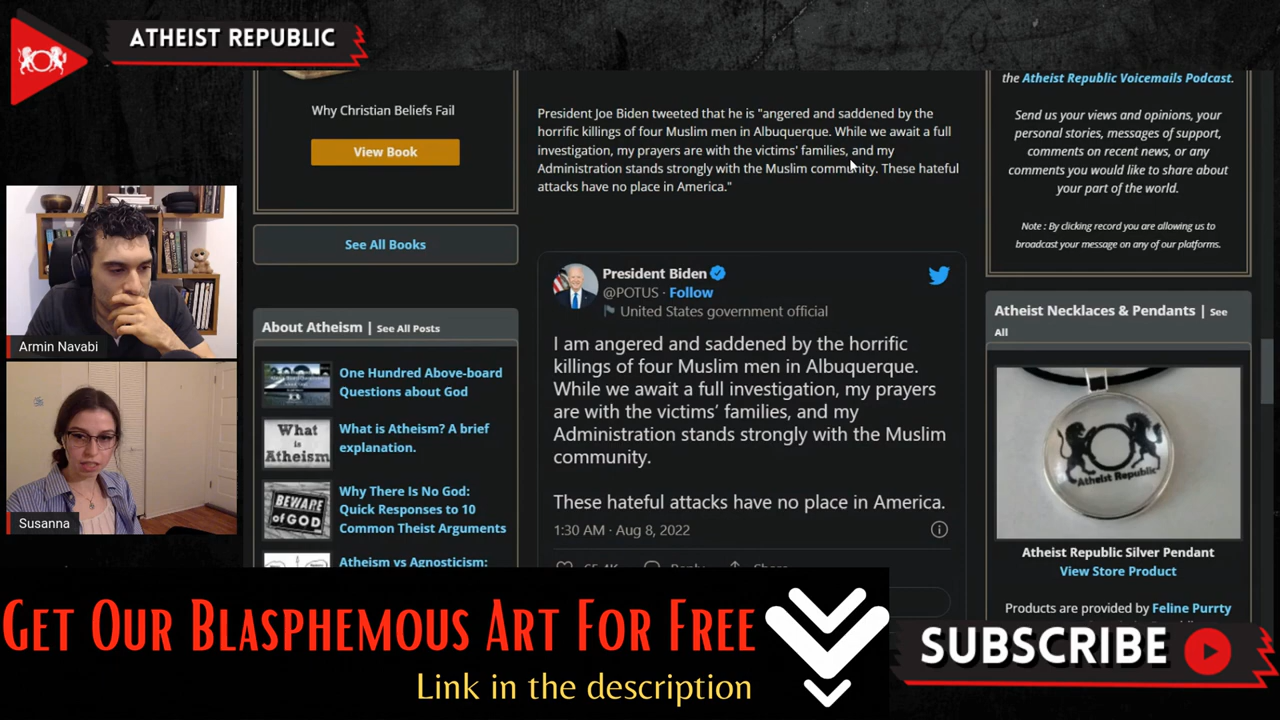 ATHEIST REPUBLIC
Why Christian Beliefs Fail
View Book
See All Books
About Atheism | See All Posts
One Hundred Above-board
Questions about God
What is Atheism
What is Atheism? A brief
explanation.
BEWARE of GOD
Why There Is No God:
Quick Responses to 10
Common Theist Arguments
Atheism vs Agnosticism:
President Joe Biden tweeted that he is "angered and saddened by the
horrific killings of four Muslim men in Albuquerque. While we await a full
investigation, my prayers are with the victims' families, and my
Administration stands strongly with the Muslim community. These hateful
attacks have no place in America."
President Biden
@POTUS · Follow
United States government official
I am angered and saddened by the horrific
killings of four Muslim men in Albuquerque.
While we await a full investigation, my prayers
are with the victims’ families, and my
Administration stands strongly with the Muslim
community.
These hateful attacks have no place in America.
1:30 AM · Aug 8, 2022
the Atheist Republic Voicemails Podcast.
Send us your views and opinions, your
personal stories, messages of support,
comments on recent news, or any
comments you would like to share about
your part of the world.
Note : By clicking record you are allowing us to
broadcast your message on any of our platforms.
Atheist Necklaces & Pendants | See
All
Atheist Republic
Atheist Republic Silver Pendant
View Store Product
Products are provided by Feline Purrty
Armin Navabi
Susanna
GET OUR BLASPHEMOUS ART FOR FREE
Link in the description
SUBSCRIBE